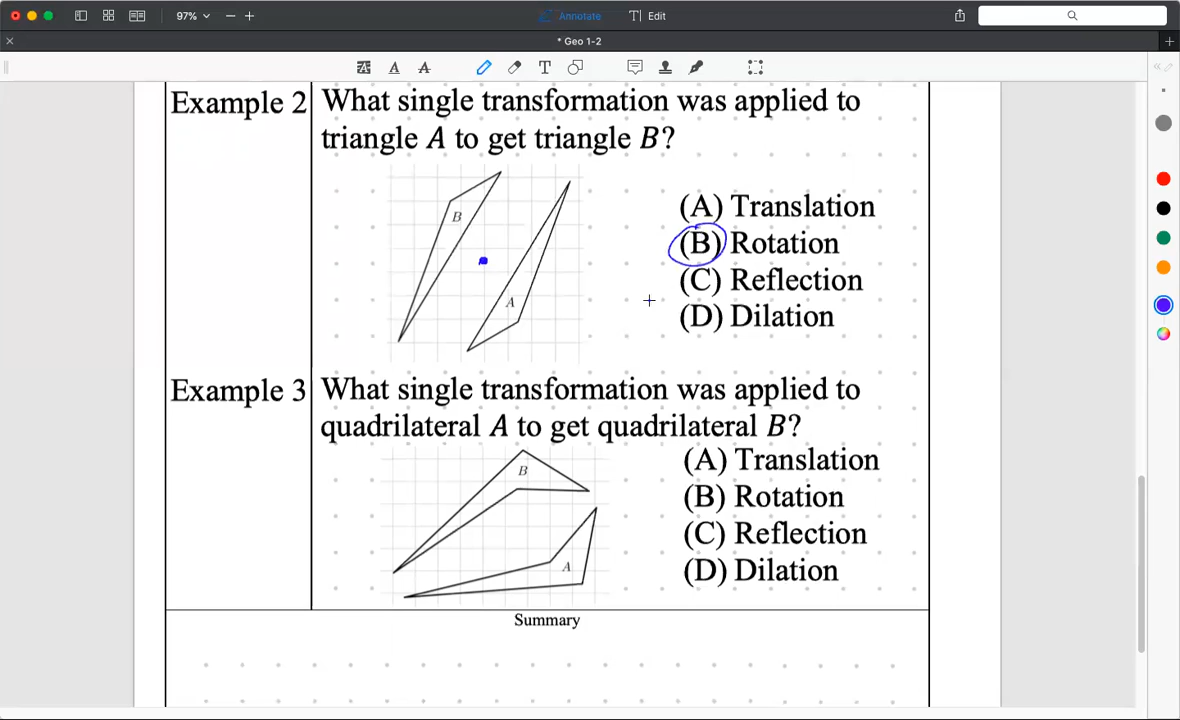 97%
Annotate
T Edit
* Geo 1-2
A A A T
Example 2
What single transformation was applied to
triangle A to get triangle B?
B
A
(A) Translation
(B) Rotation
(C) Reflection
(D) Dilation
Example 3
What single transformation was applied to
quadrilateral A to get quadrilateral B?
B
A
(A) Translation
(B) Rotation
(C) Reflection
(D) Dilation
Summary